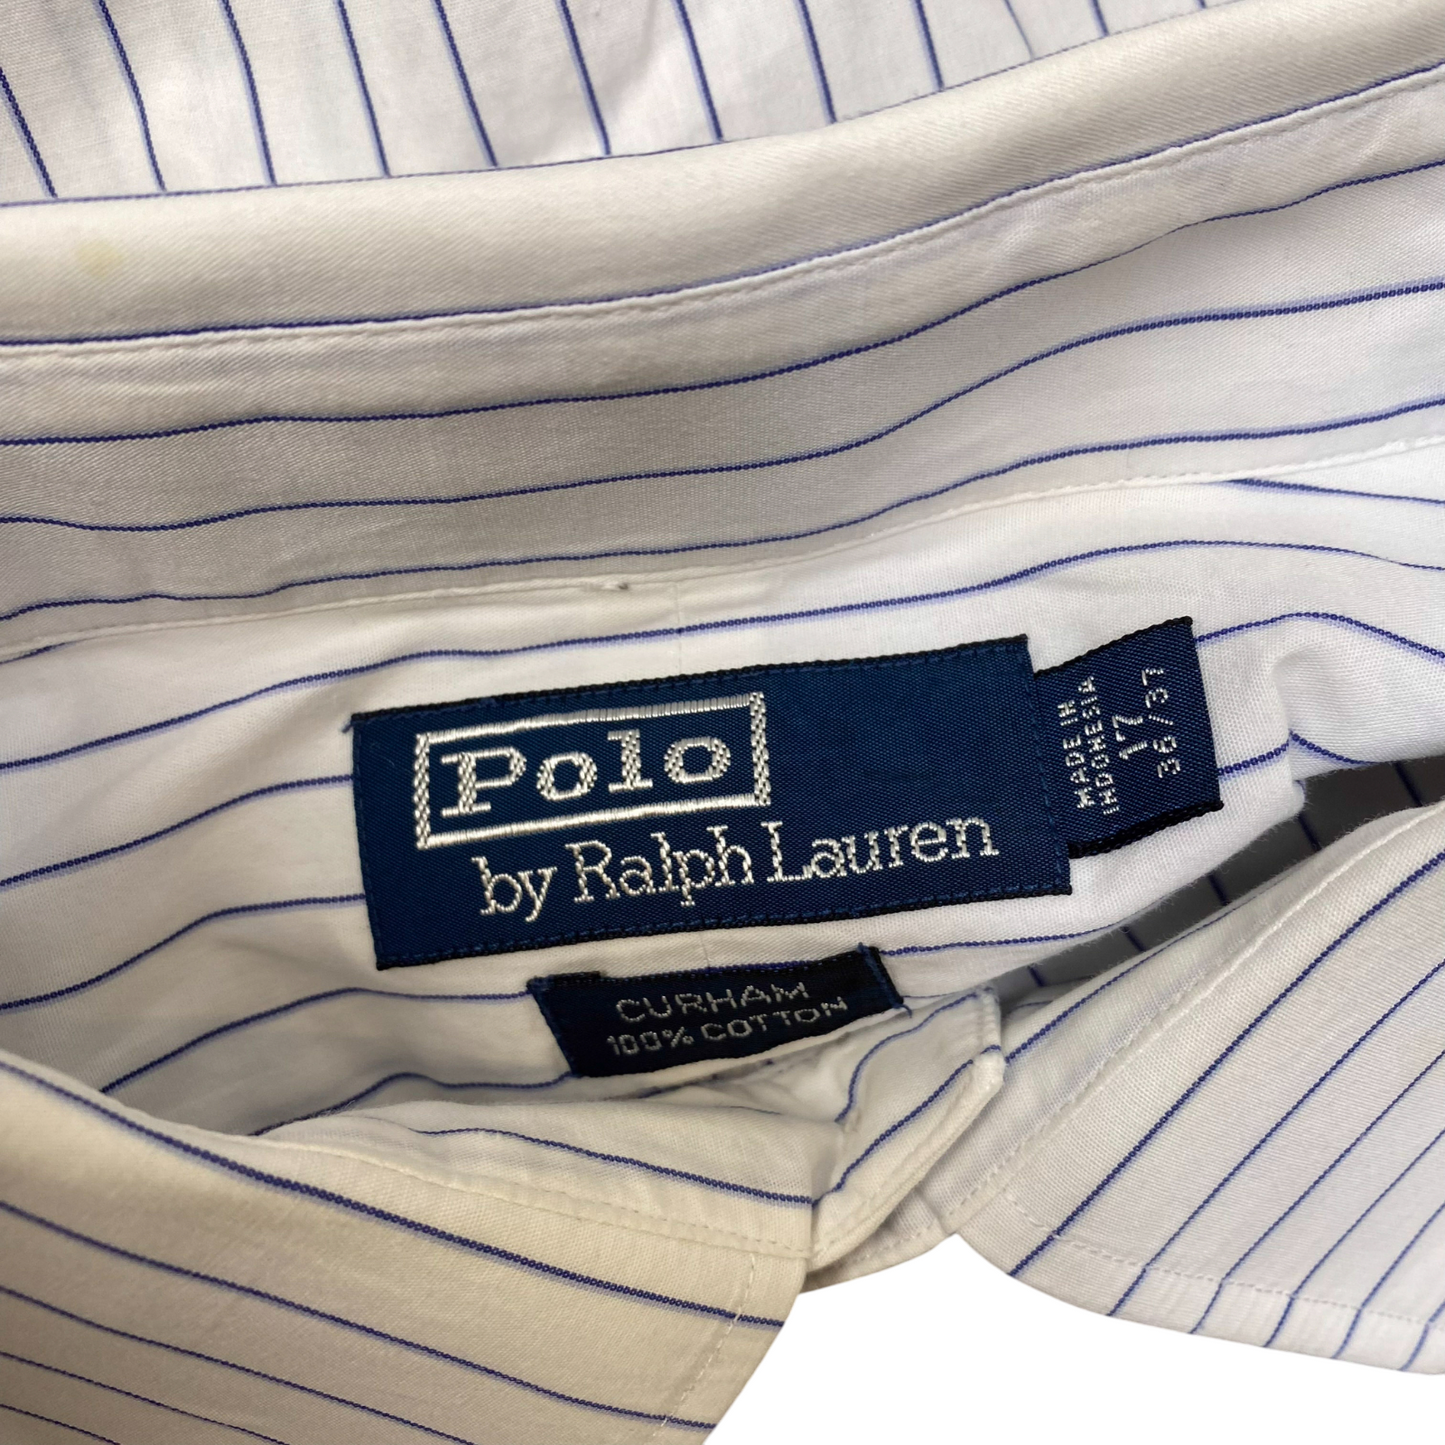 Polo
by Ralph Lauren
MADE IN
INDONESIA
17
36/37
CURHAM
100% COTTON